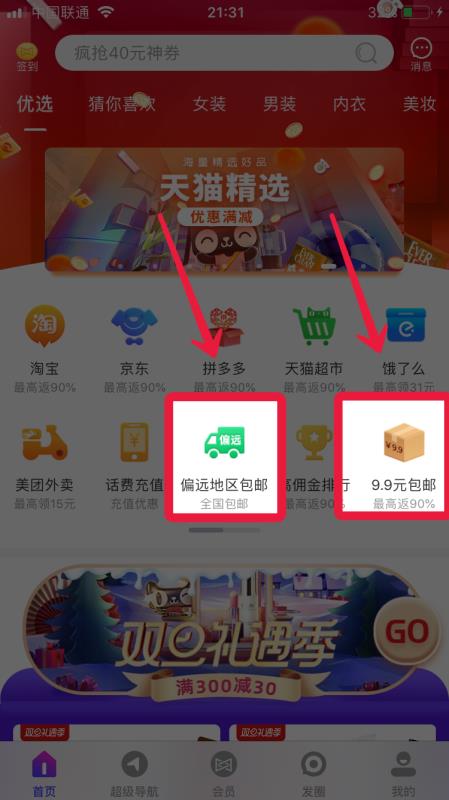 中国联通
21:31
签到
疯抢40元神券
消息
优选
猜你喜欢
女装
男装
内衣
美妆
海量精选好品
天猫精选
优惠满减
淘
淘宝
京东
拼多多
天猫超市
饿了么
最高返90%
最高返90%
最高返90%
最高返90%
最高领31元
偏远
¥9.9
美团外卖
话费充值
偏远地区包邮
高佣金排行
9.9元包邮
最高领15元
充值优惠
全国包邮
最高返90%
最高返90%
双旦礼遇季
GO
满300减30
双旦礼遇季
双旦礼遇季
首页
超级导航
会员
发圈
我的